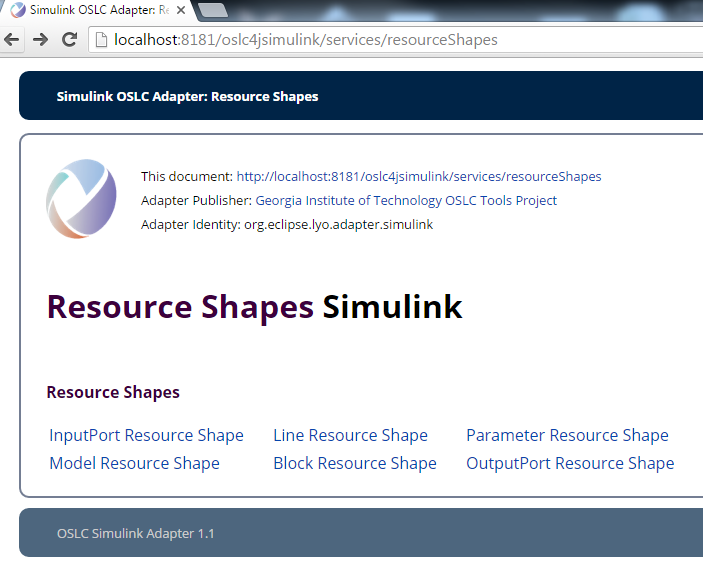 Simulink OSLC Adapter: Re
localhost:8181/oslc4jsimulink/services/resourceShapes
Simulink OSLC Adapter: Resource Shapes
This document: http://localhost:8181/oslc4jsimulink/services/resourceShapes
Adapter Publisher: Georgia Institute of Technology OSLC Tools Project
Adapter Identity: org.eclipse.lyo.adapter.simulink
Resource Shapes Simulink
Resource Shapes
InputPort Resource Shape Line Resource Shape Parameter Resource Shape
Model Resource Shape Block Resource Shape OutputPort Resource Shape
OSLC Simulink Adapter 1.1